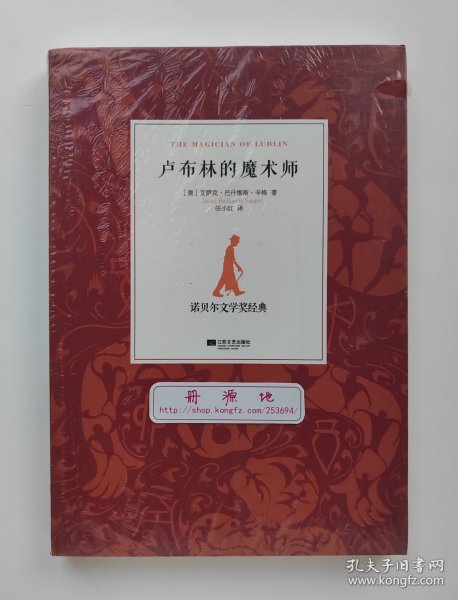 THE MAGICIAN OF LUBLIN
卢布林的魔术师
［美］艾萨克·巴什维斯·辛格 著
Isaac Bashevis Singer
任小红 译
诺贝尔文学奖经典
江苏文艺出版社
册源地
http://shop.kongfz.com/253694/
孔夫子旧书网
www.kongfz.com